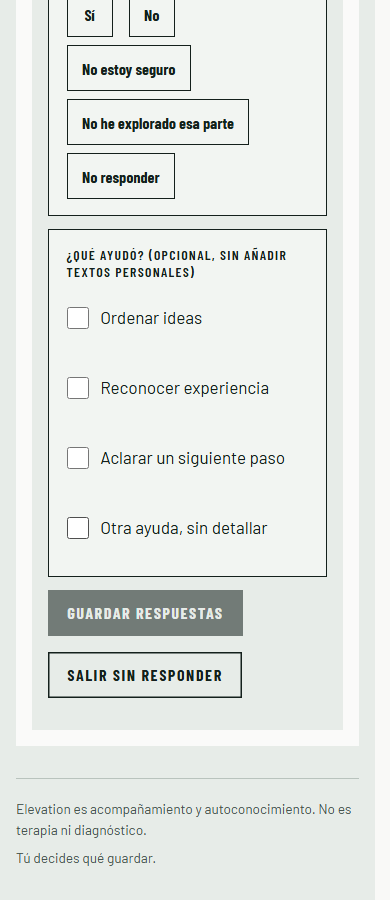 Sí
No
No estoy seguro
No he explorado esa parte
No responder
¿QUÉ AYUDÓ? (OPCIONAL, SIN AÑADIR
TEXTOS PERSONALES)
Ordenar ideas
Reconocer experiencia
Aclarar un siguiente paso
Otra ayuda, sin detallar
GUARDAR RESPUESTAS
SALIR SIN RESPONDER
Elevation es acompañamiento y autoconocimiento. No es
terapia ni diagnóstico.
Tú decides qué guardar.